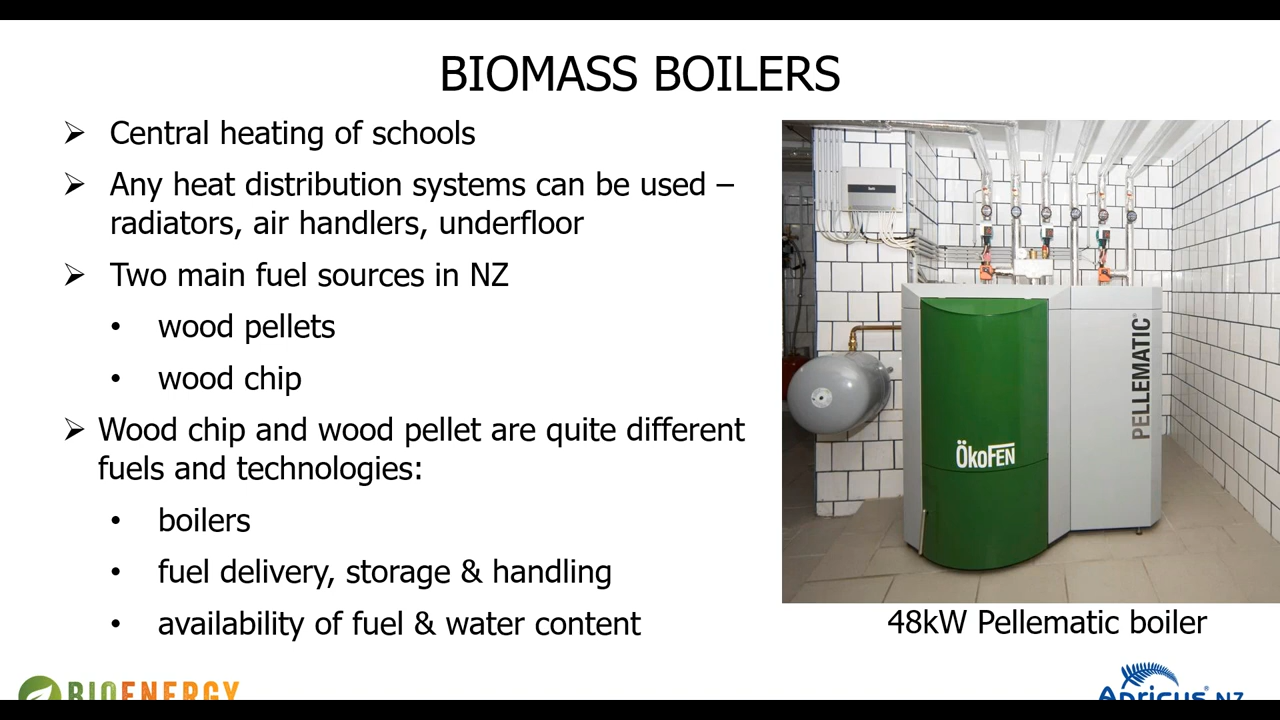 BIOMASS BOILERS
➢ Central heating of schools
➢ Any heat distribution systems can be used –
radiators, air handlers, underfloor
➢ Two main fuel sources in NZ
• wood pellets
• wood chip
➢ Wood chip and wood pellet are quite different
fuels and technologies:
• boilers
• fuel delivery, storage & handling
• availability of fuel & water content
PELLEMATIC®
ÖkoFEN
48kW Pellematic boiler
BIOENERGY
Apricus® NZ